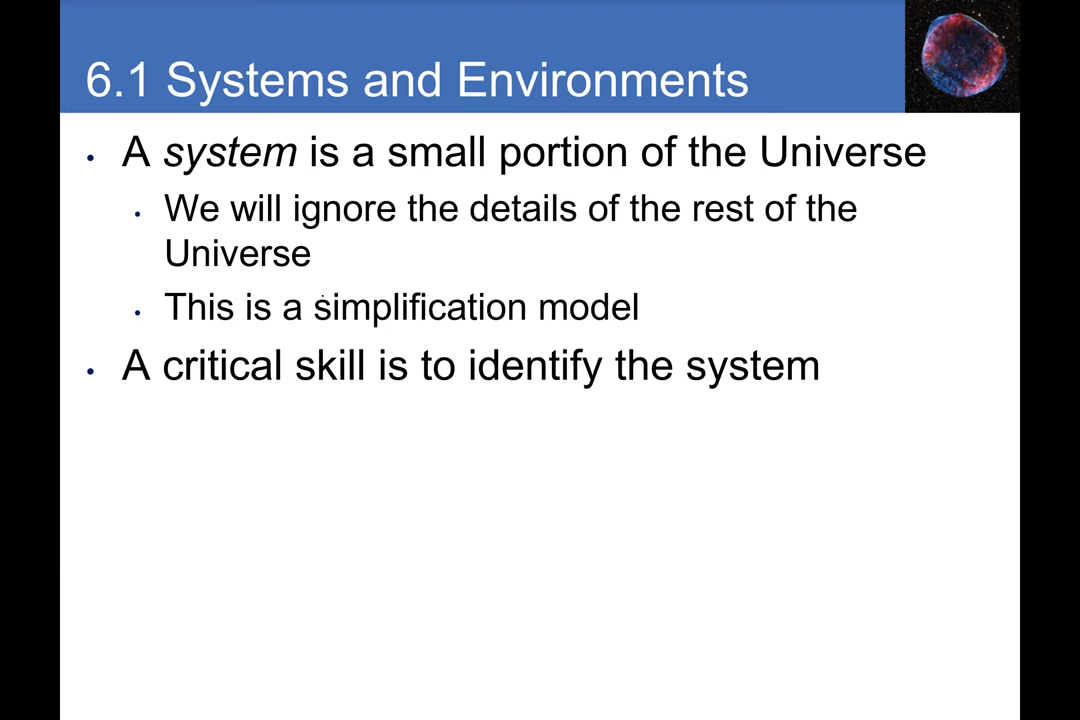 6.1 Systems and Environments
• A system is a small portion of the Universe
• We will ignore the details of the rest of the
Universe
• This is a simplification model
• A critical skill is to identify the system